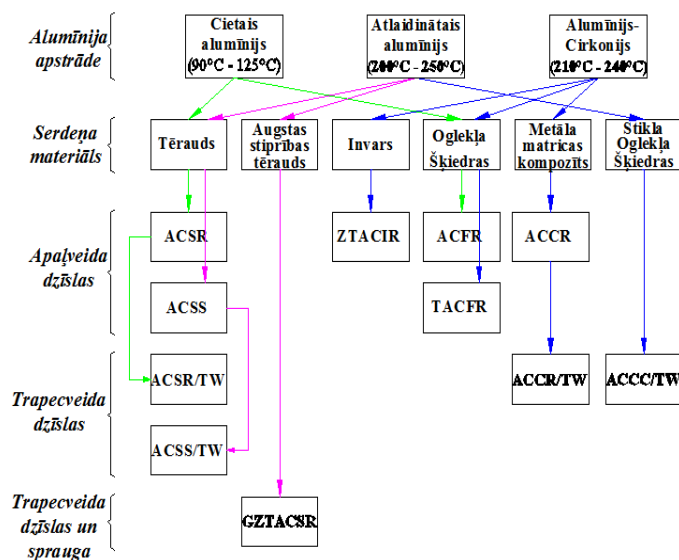 Alumīnija
apstrāde
Cietais
alumīnijs
(90°C - 125°C)
Atlaidinātais
alumīnijs
(200°C - 250°C)
Alumīnijs-
Cirkonijs
(210°C - 240°C)
Serdeņa
materiāls
Tērauds
Augstas
stiprības
tērauds
Invars
Oglekļa
Šķiedras
Metāla
matricas
kompozīts
Stikla
Oglekļa
Šķiedras
Apaļveida
dzīslas
ACSR
ZTACIR
ACFR
ACCR
ACSS
TACFR
Trapecveida
dzīslas
ACSR/TW
ACCR/TW
ACCC/TW
ACSS/TW
Trapecveida
dzīslas un
sprauga
GZTACSR